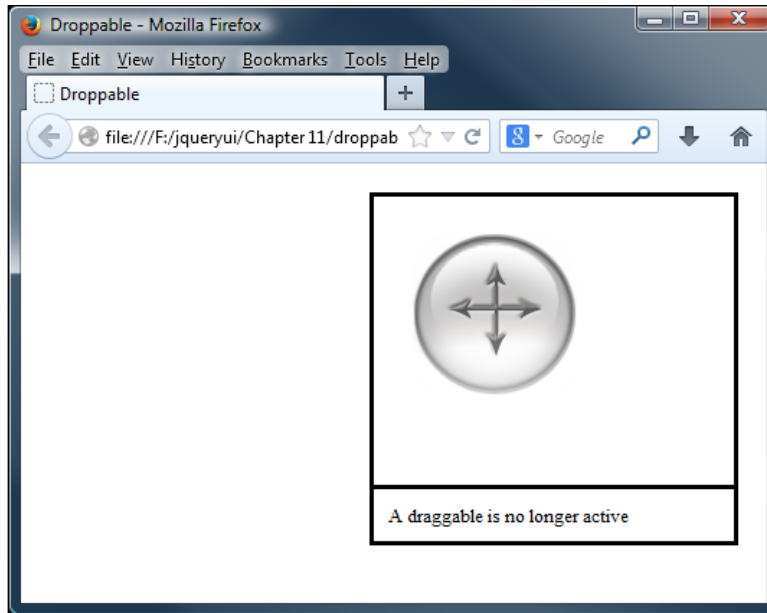 Droppable - Mozilla Firefox
File Edit View History Bookmarks Tools Help
Droppable +
file:///F:/jqueryui/Chapter 11/droppab 8 Google
A draggable is no longer active